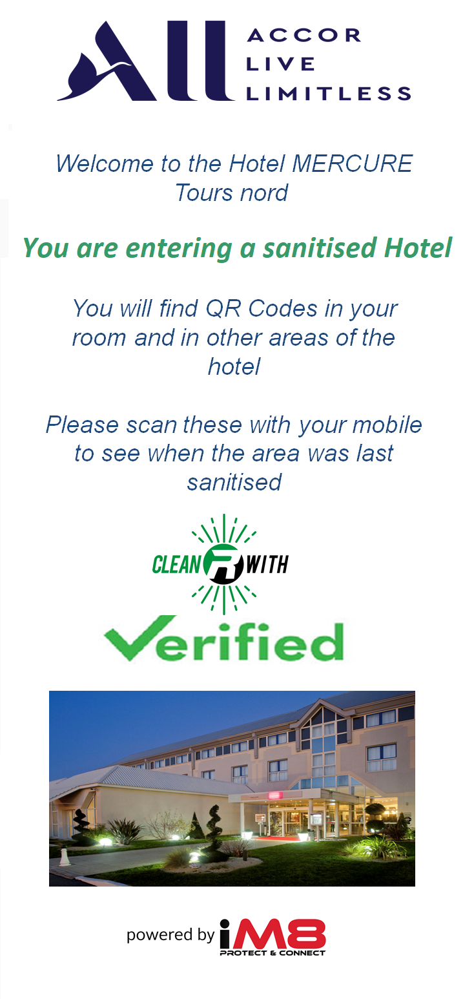 All
ACCOR
LIVE
LIMITLESS
Welcome to the Hotel MERCURE
Tours nord
You are entering a sanitised Hotel
You will find QR Codes in your
room and in other areas of the
hotel
Please scan these with your mobile
to see when the area was last
sanitised
CLEAN R WITH
Verified
powered by iM8
PROTECT & CONNECT